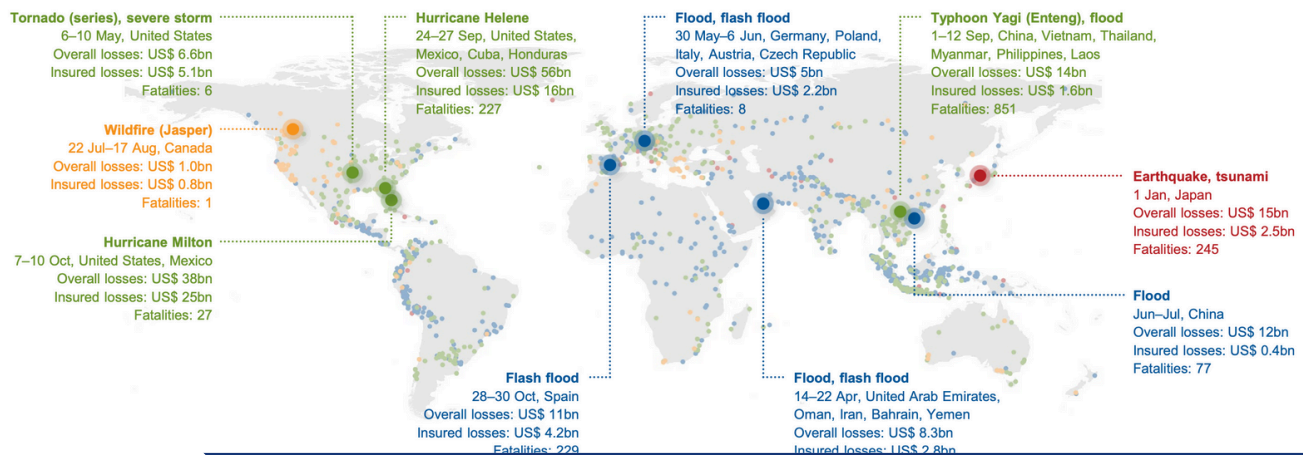 Tornado (series), severe storm
6–10 May, United States
Overall losses: US$ 6.6bn
Insured losses: US$ 5.1bn
Fatalities: 6
Hurricane Helene
24–27 Sep, United States,
Mexico, Cuba, Honduras
Overall losses: US$ 56bn
Insured losses: US$ 16bn
Fatalities: 227
Flood, flash flood
30 May–6 Jun, Germany, Poland,
Italy, Austria, Czech Republic
Overall losses: US$ 5bn
Insured losses: US$ 2.2bn
Fatalities: 8
Typhoon Yagi (Enteng), flood
1–12 Sep, China, Vietnam, Thailand,
Myanmar, Philippines, Laos
Overall losses: US$ 14bn
Insured losses: US$ 1.6bn
Fatalities: 851
Wildfire (Jasper)
22 Jul–17 Aug, Canada
Overall losses: US$ 1.0bn
Insured losses: US$ 0.8bn
Fatalities: 1
Earthquake, tsunami
1 Jan, Japan
Overall losses: US$ 15bn
Insured losses: US$ 2.5bn
Fatalities: 245
Hurricane Milton
7–10 Oct, United States, Mexico
Overall losses: US$ 38bn
Insured losses: US$ 25bn
Fatalities: 27
Flood
Jun–Jul, China
Overall losses: US$ 12bn
Insured losses: US$ 0.4bn
Fatalities: 77
Flash flood
28–30 Oct, Spain
Overall losses: US$ 11bn
Insured losses: US$ 4.2bn
Fatalities: 229
Flood, flash flood
14–22 Apr, United Arab Emirates,
Oman, Iran, Bahrain, Yemen
Overall losses: US$ 8.3bn
Insured losses: US$ 2.8bn